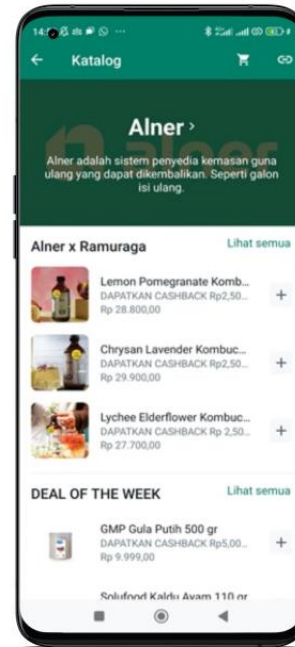 Katalog
Alner ›
Alner adalah sistem penyedia kemasan guna
ulang yang dapat dikembalikan. Seperti galon
isi ulang.
Alner x Ramuraga
Lihat semua
Lemon Pomegranate Komb...
DAPATKAN CASHBACK Rp2,50...
Rp 28.800,00
Chrysan Lavender Kombuc...
DAPATKAN CASHBACK Rp2,50...
Rp 29.900,00
Lychee Elderflower Kombuc...
DAPATKAN CASHBACK Rp 2,50...
Rp 27.700,00
DEAL OF THE WEEK
Lihat semua
GMP Gula Putih 500 gr
DAPATKAN CASHBACK Rp5,00...
Rp 9.999,00
Solufood Kaldu Ayam 110 gr